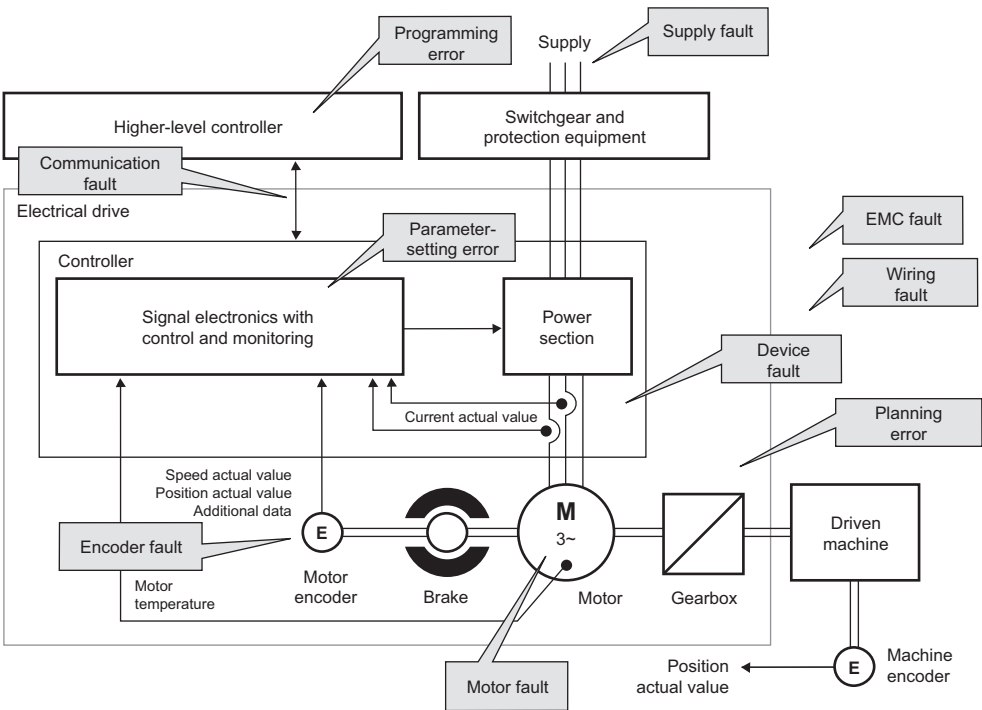 Programming
error
Supply
Supply fault
Higher-level controller
Switchgear and
protection equipment
Communication
fault
Electrical drive
Parameter-
setting error
EMC fault
Controller
Wiring
fault
Signal electronics with
control and monitoring
Power
section
Device
fault
Current actual value
Planning
error
Speed actual value
Position actual value
Additional data
Encoder fault
E
M
3~
Driven
machine
Motor
temperature
Motor
encoder
Brake
Motor
Gearbox
Motor fault
Position
actual value
E
Machine
encoder